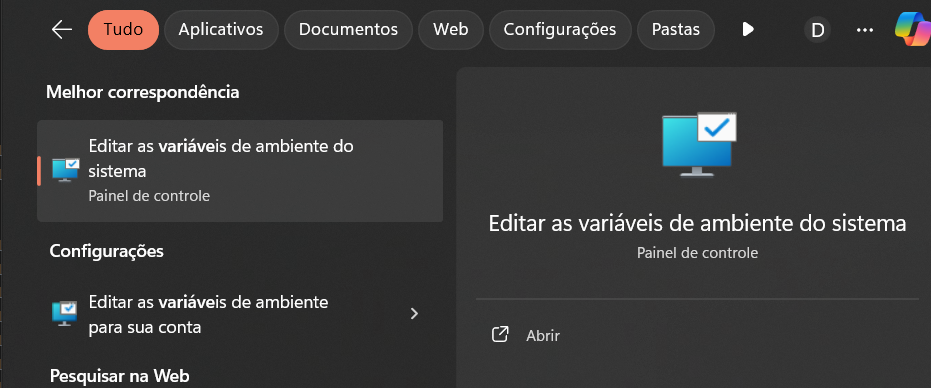 Tudo
Aplicativos
Documentos
Web
Configurações
Pastas
D
Melhor correspondência
Editar as variáveis de ambiente do
sistema
Painel de controle
Configurações
Editar as variáveis de ambiente
para sua conta
Pesquisar na Web
Editar as variáveis de ambiente do sistema
Painel de controle
Abrir